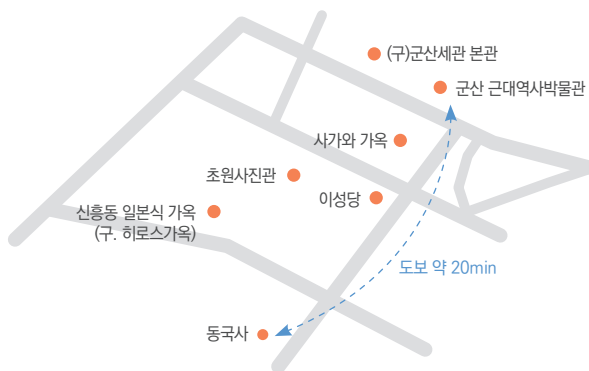 (구)군산세관 본관
군산 근대역사박물관
사가와 가옥
초원사진관
이성당
신흥동 일본식 가옥
(구. 히로스가옥)
도보 약 20min
동국사